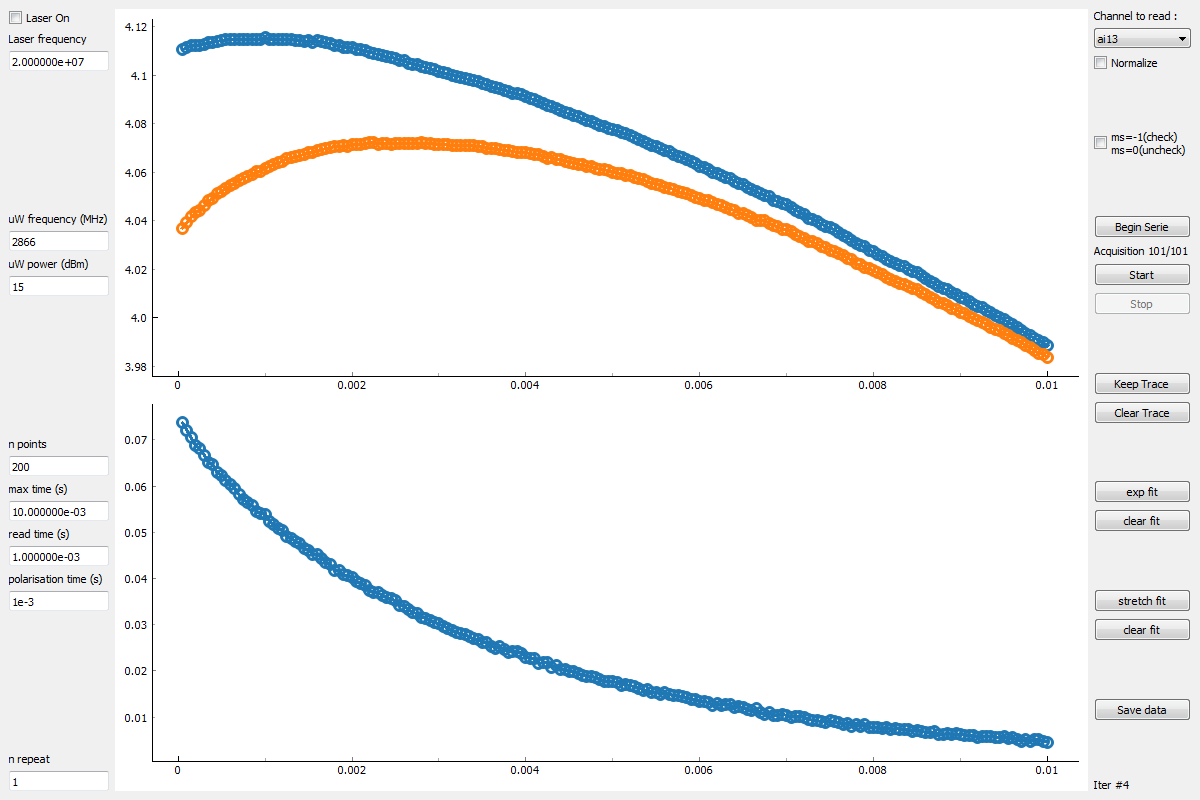 Laser On
Laser frequency
2.000000e+07
uW frequency (MHz)
2866
uW power (dBm)
15
n points
200
max time (s)
10.000000e-03
read time (s)
1.000000e-03
polarisation time (s)
1e-3
n repeat
1
4.12
4.1
4.08
4.06
4.04
4.02
4.0
3.98
0 0.002 0.004 0.006 0.008 0.01
0.07
0.06
0.05
0.04
0.03
0.02
0.01
0 0.002 0.004 0.006 0.008 0.01
Channel to read :
ai13
Normalize
ms=-1(check)
ms=0(uncheck)
Begin Serie
Acquisition 101/101
Start
Stop
Keep Trace
Clear Trace
exp fit
clear fit
stretch fit
clear fit
Save data
Iter #4